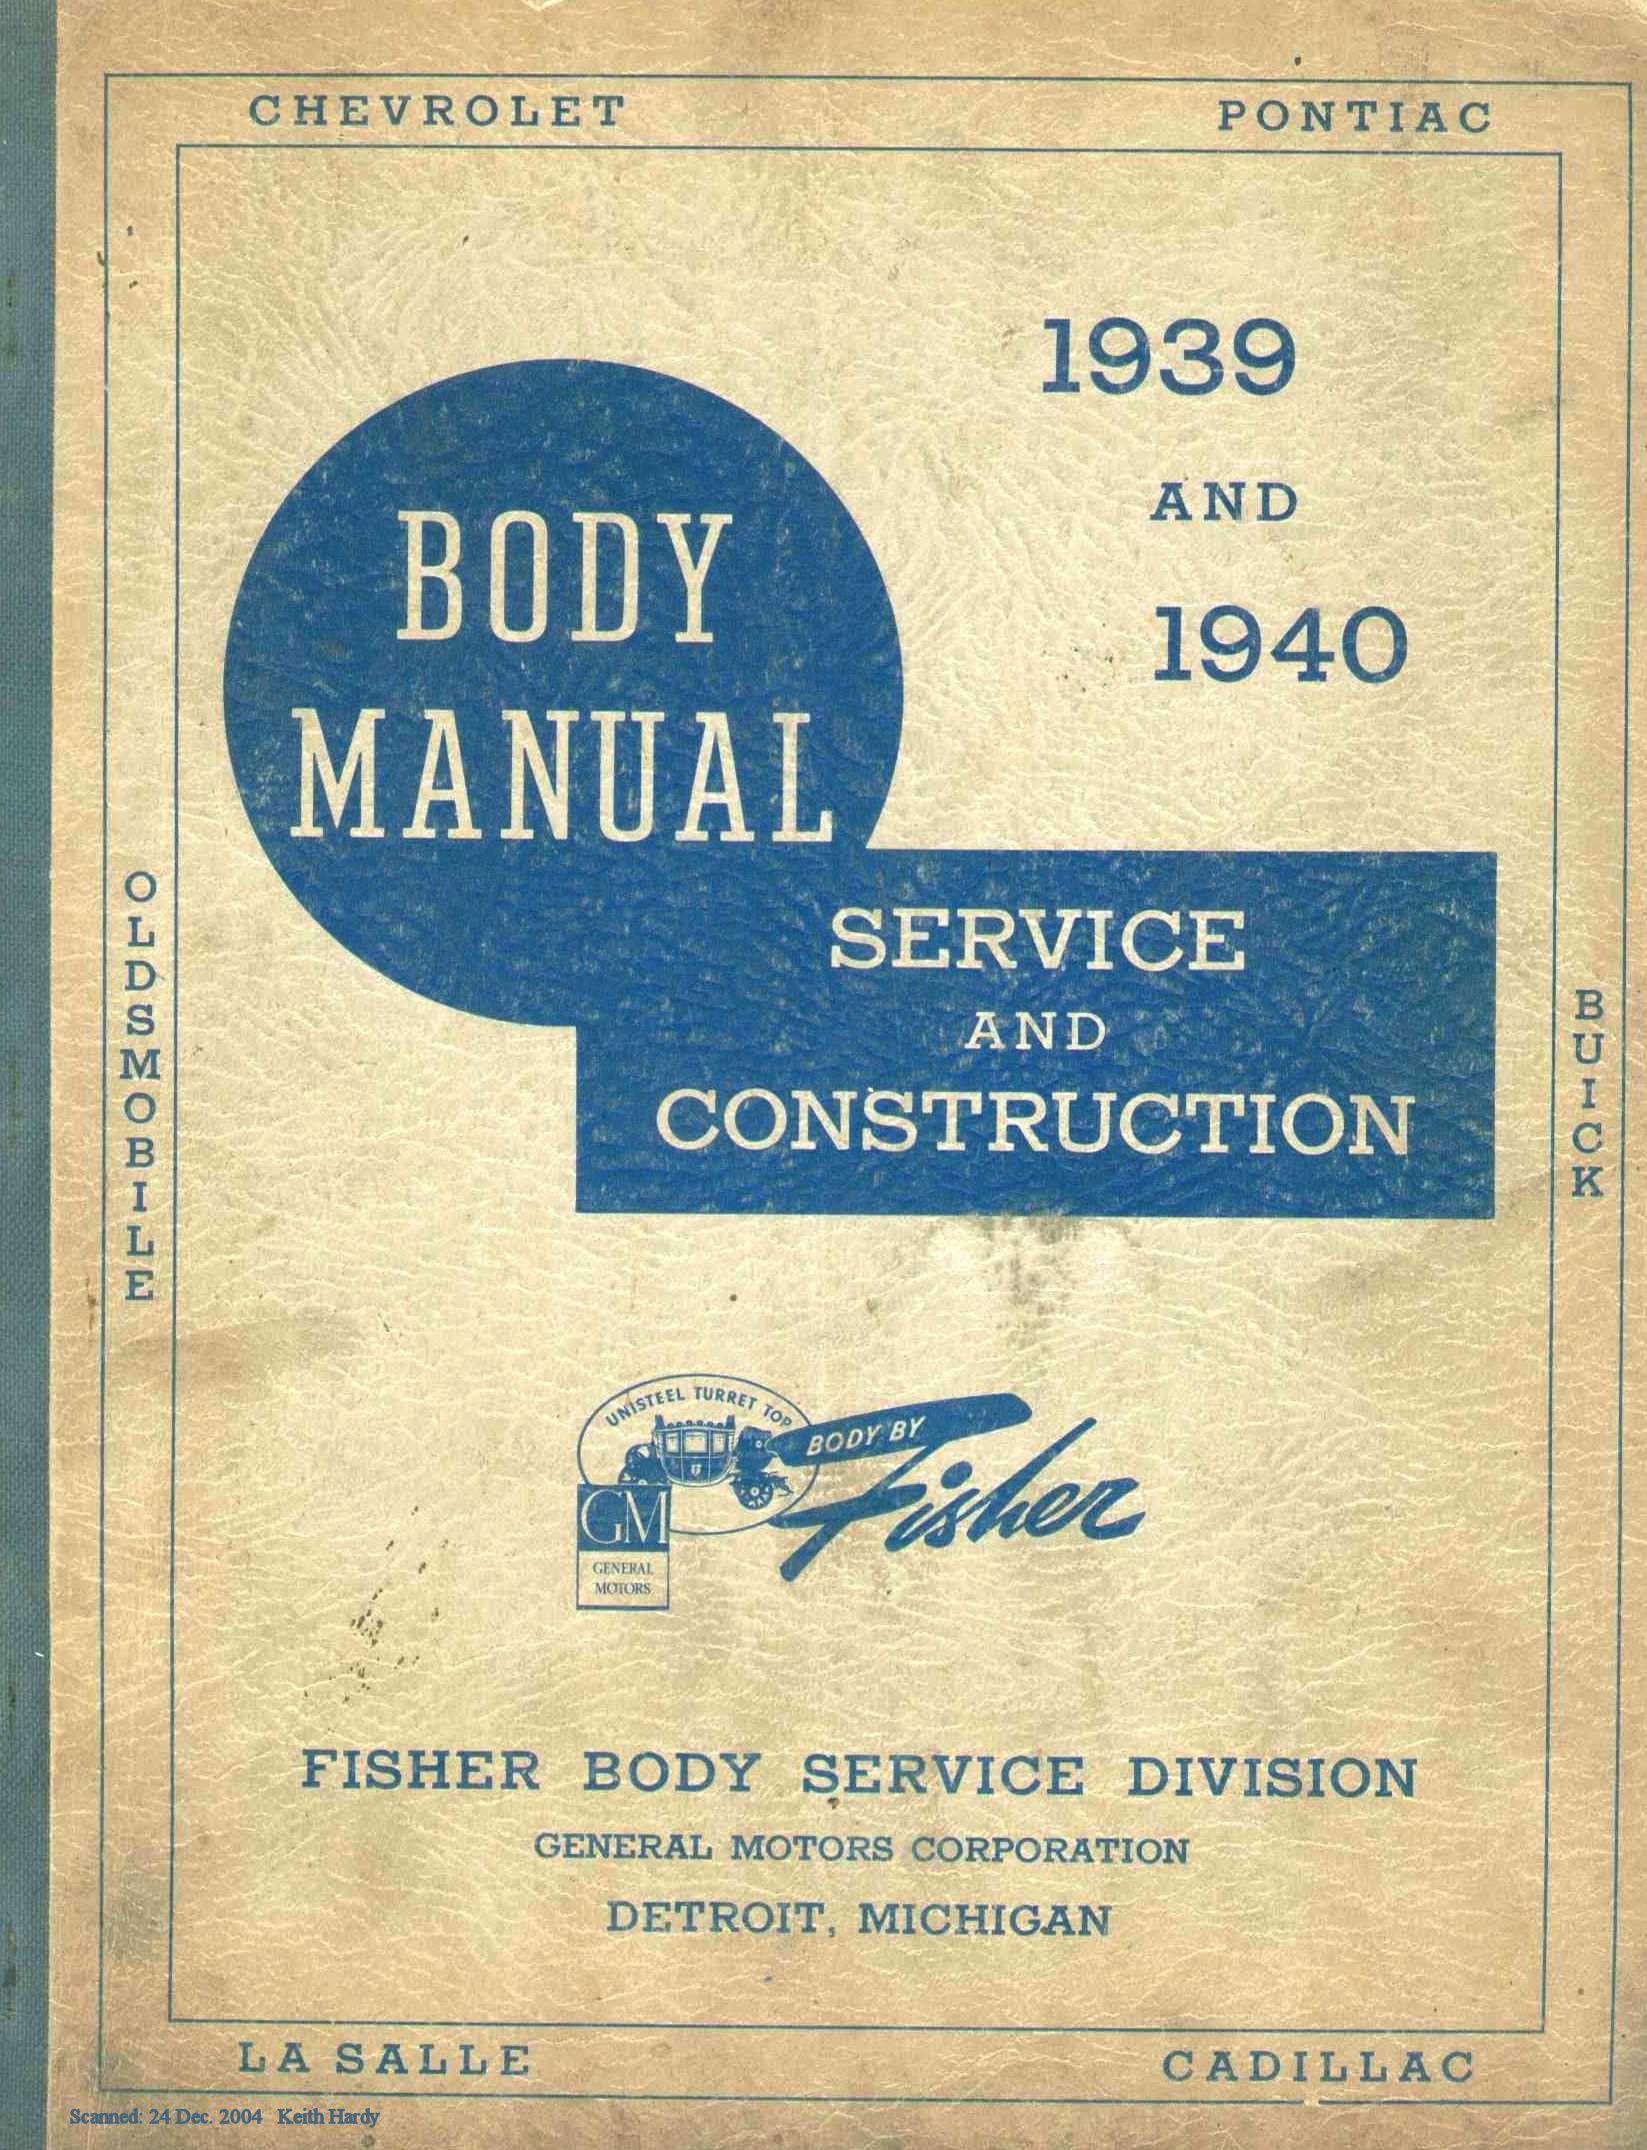 CHEVROLET
PONTIAC
1939
AND
1940
BODY
MANUAL
SERVICE
AND
CONSTRUCTION
OLDSMOBILE
BUICK
UNISTEEL TURRET TOP
BODY BY
Fisher
GM
GENERAL
MOTORS
FISHER BODY SERVICE DIVISION
GENERAL MOTORS CORPORATION
DETROIT, MICHIGAN
LA SALLE
CADILLAC
Scanned: 24 Dec. 2004 Keith Hardy